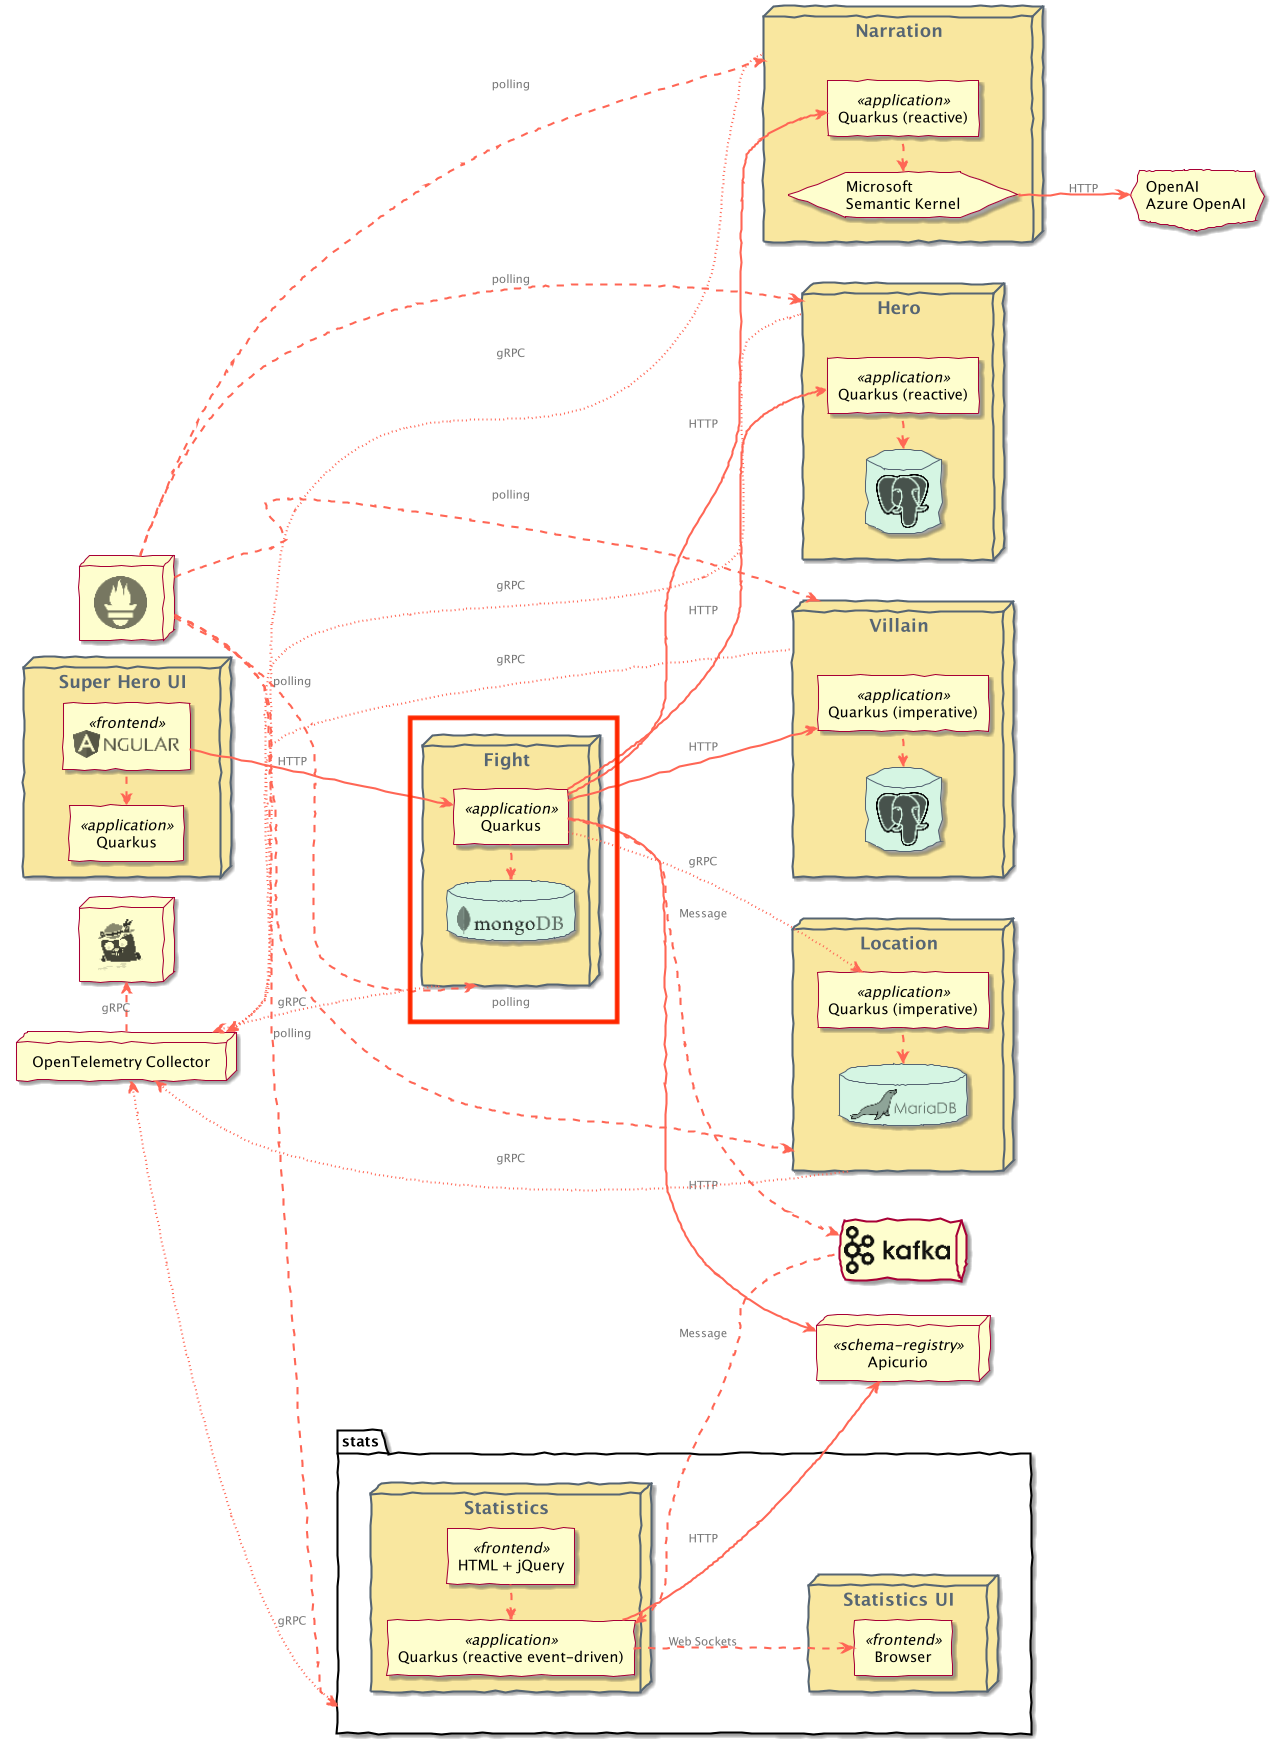 Narration
«application»
Quarkus (reactive)
Microsoft
Semantic Kernel
HTTP
OpenAI
Azure OpenAI
polling
polling
Hero
«application»
Quarkus (reactive)
gRPC
HTTP
polling
gRPC
HTTP
Villain
«application»
Quarkus (imperative)
gRPC
polling
Super Hero UI
«frontend»
ANGULAR
«application»
Quarkus
HTTP
HTTP
Fight
«application»
Quarkus
mongoDB
gRPC
Message
Location
«application»
Quarkus (imperative)
MariaDB
gRPC
gRPC
polling
polling
OpenTelemetry Collector
gRPC
HTTP
kafka
Message
«schema-registry»
Apicurio
stats
Statistics
«frontend»
HTML + jQuery
«application»
Quarkus (reactive event-driven)
HTTP
gRPC
Web Sockets
Statistics UI
«frontend»
Browser